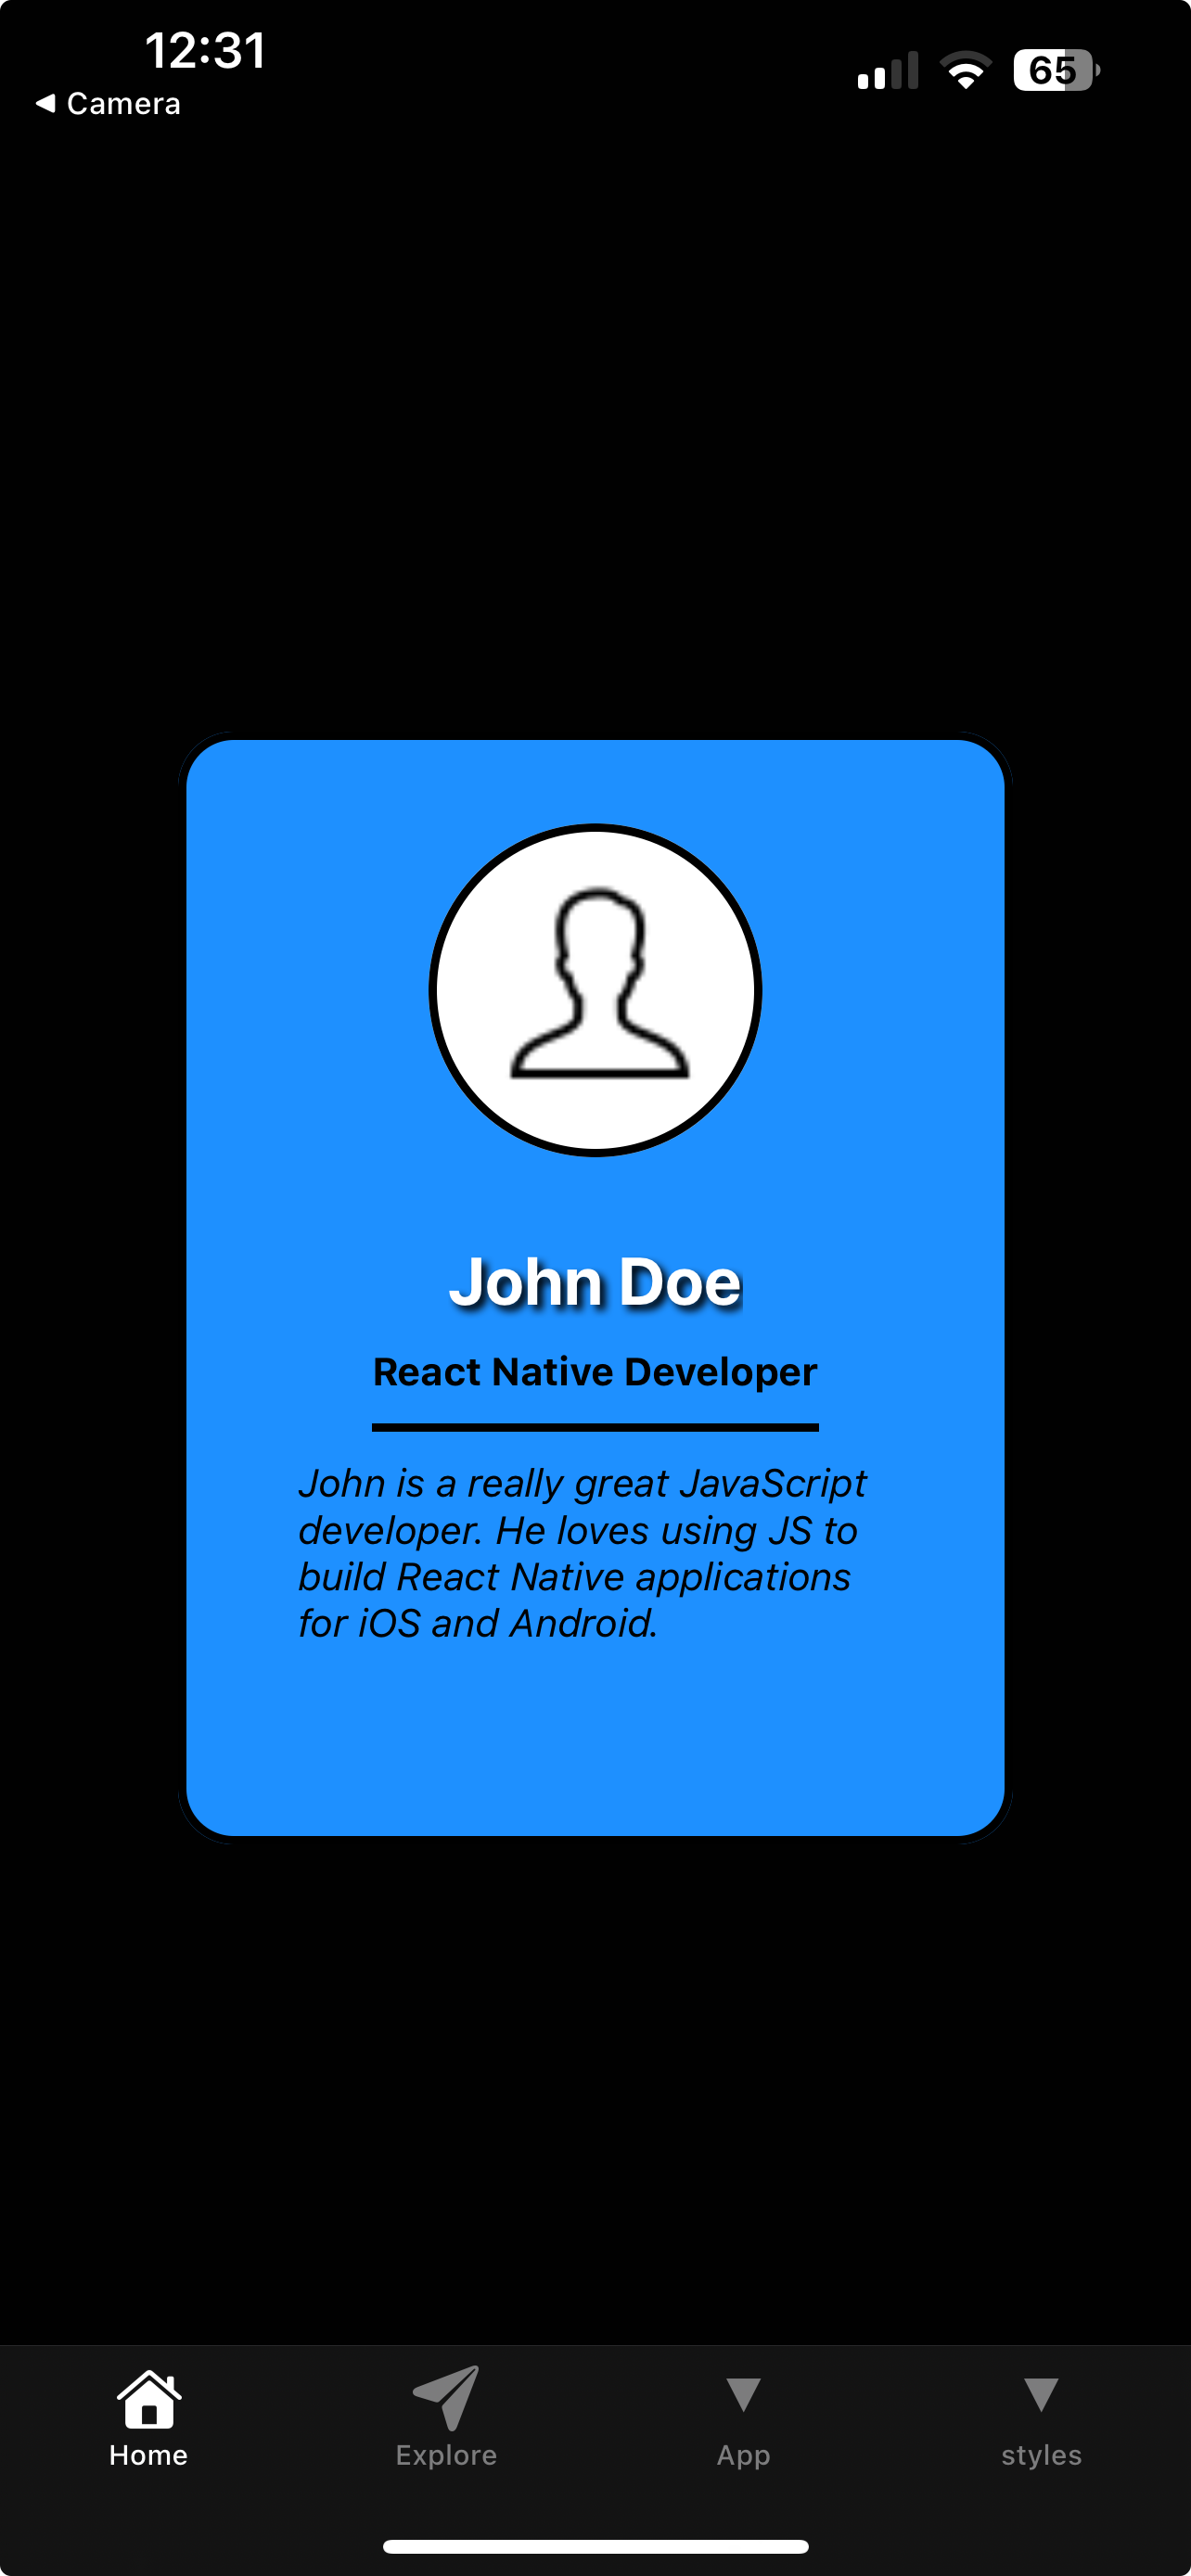 12:31
65
◀ Camera
John Doe
React Native Developer
John is a really great JavaScript
developer. He loves using JS to
build React Native applications
for iOS and Android.
Home
Explore
App
styles